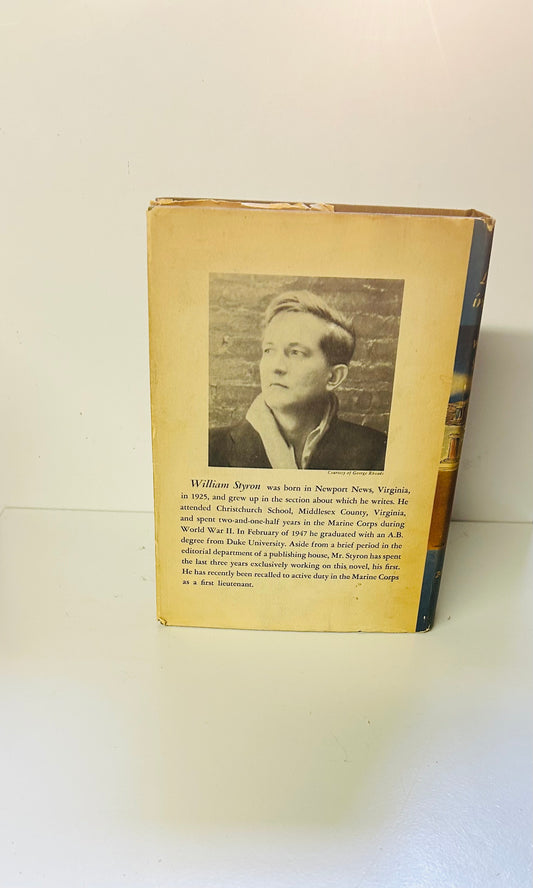 Courtesy of George Rhoads
William Styron was born in Newport News, Virginia,
in 1925, and grew up in the section about which he writes. He
attended Christchurch School, Middlesex County, Virginia,
and spent two-and-one-half years in the Marine Corps during
World War II. In February of 1947 he graduated with an A.B.
degree from Duke University. Aside from a brief period in the
editorial department of a publishing house, Mr. Styron has spent
the last three years exclusively working on this novel, his first.
He has recently been recalled to active duty in the Marine Corps
as a first lieutenant.